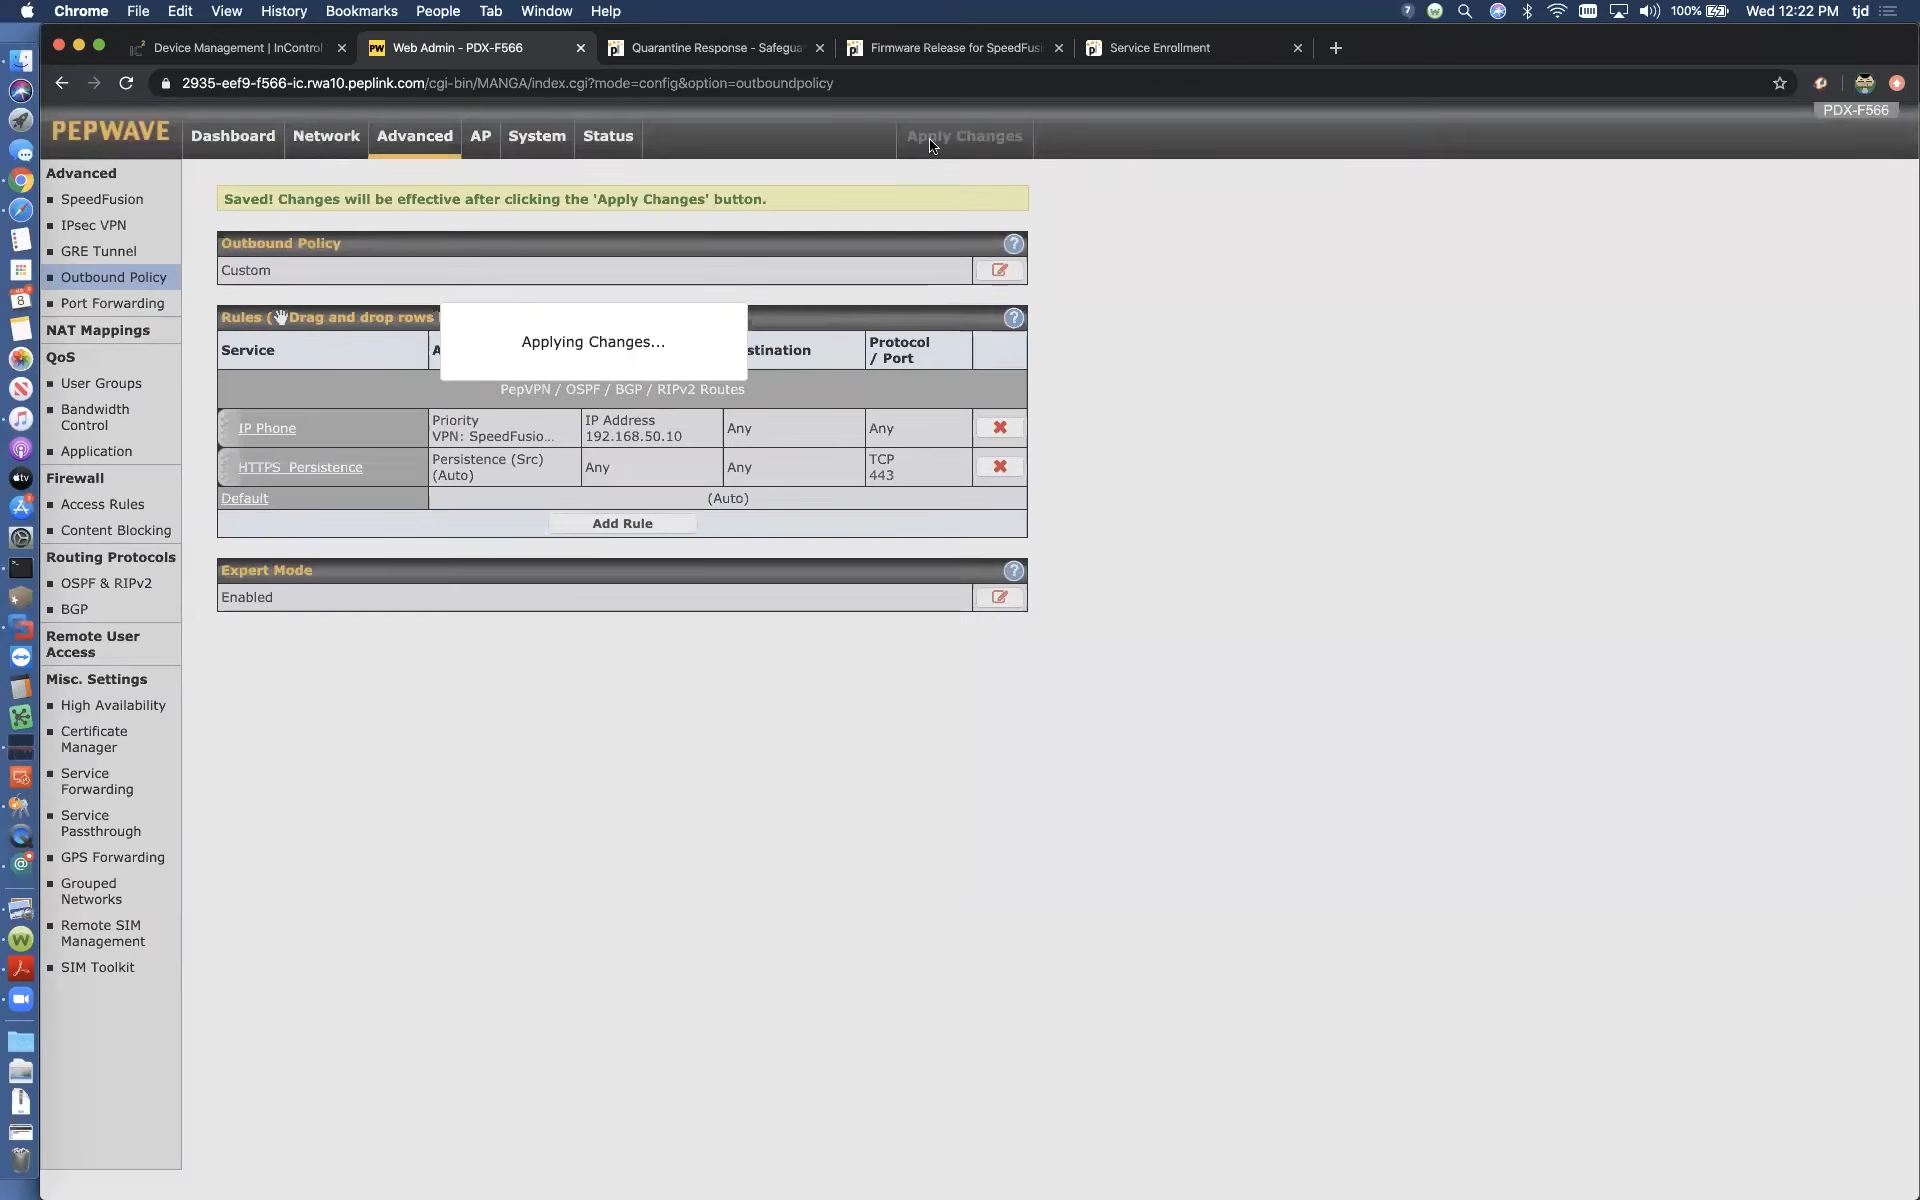 Chrome File Edit View History Bookmarks People Tab Window Help 100% Wed 12:22 PM tjd
Device Management | InControl Web Admin - PDX-F566 Quarantine Response - Safegua Firmware Release for SpeedFusi Service Enrollment
2935-eef9-f566-ic.rwa10.peplink.com/cgi-bin/MANGA/index.cgi?mode=config&option=outboundpolicy
PDX-F566
PEPWAVE Dashboard Network Advanced AP System Status Apply Changes
Advanced
SpeedFusion
IPsec VPN
GRE Tunnel
Outbound Policy
Port Forwarding
NAT Mappings
QoS
User Groups
Bandwidth
Control
Application
Firewall
Access Rules
Content Blocking
Routing Protocols
OSPF & RIPv2
BGP
Remote User
Access
Misc. Settings
High Availability
Certificate
Manager
Service
Forwarding
Service
Passthrough
GPS Forwarding
Grouped
Networks
Remote SIM
Management
SIM Toolkit
Saved! Changes will be effective after clicking the 'Apply Changes' button.
Outbound Policy
Custom
Rules ( Drag and drop rows
Applying Changes...
Service A stination Protocol
/ Port
PepVPN / OSPF / BGP / RIPv2 Routes
IP Phone Priority
VPN: SpeedFusio... IP Address
192.168.50.10 Any Any
HTTPS_Persistence Persistence (Src)
(Auto) Any Any TCP
443
Default (Auto)
Add Rule
Expert Mode
Enabled